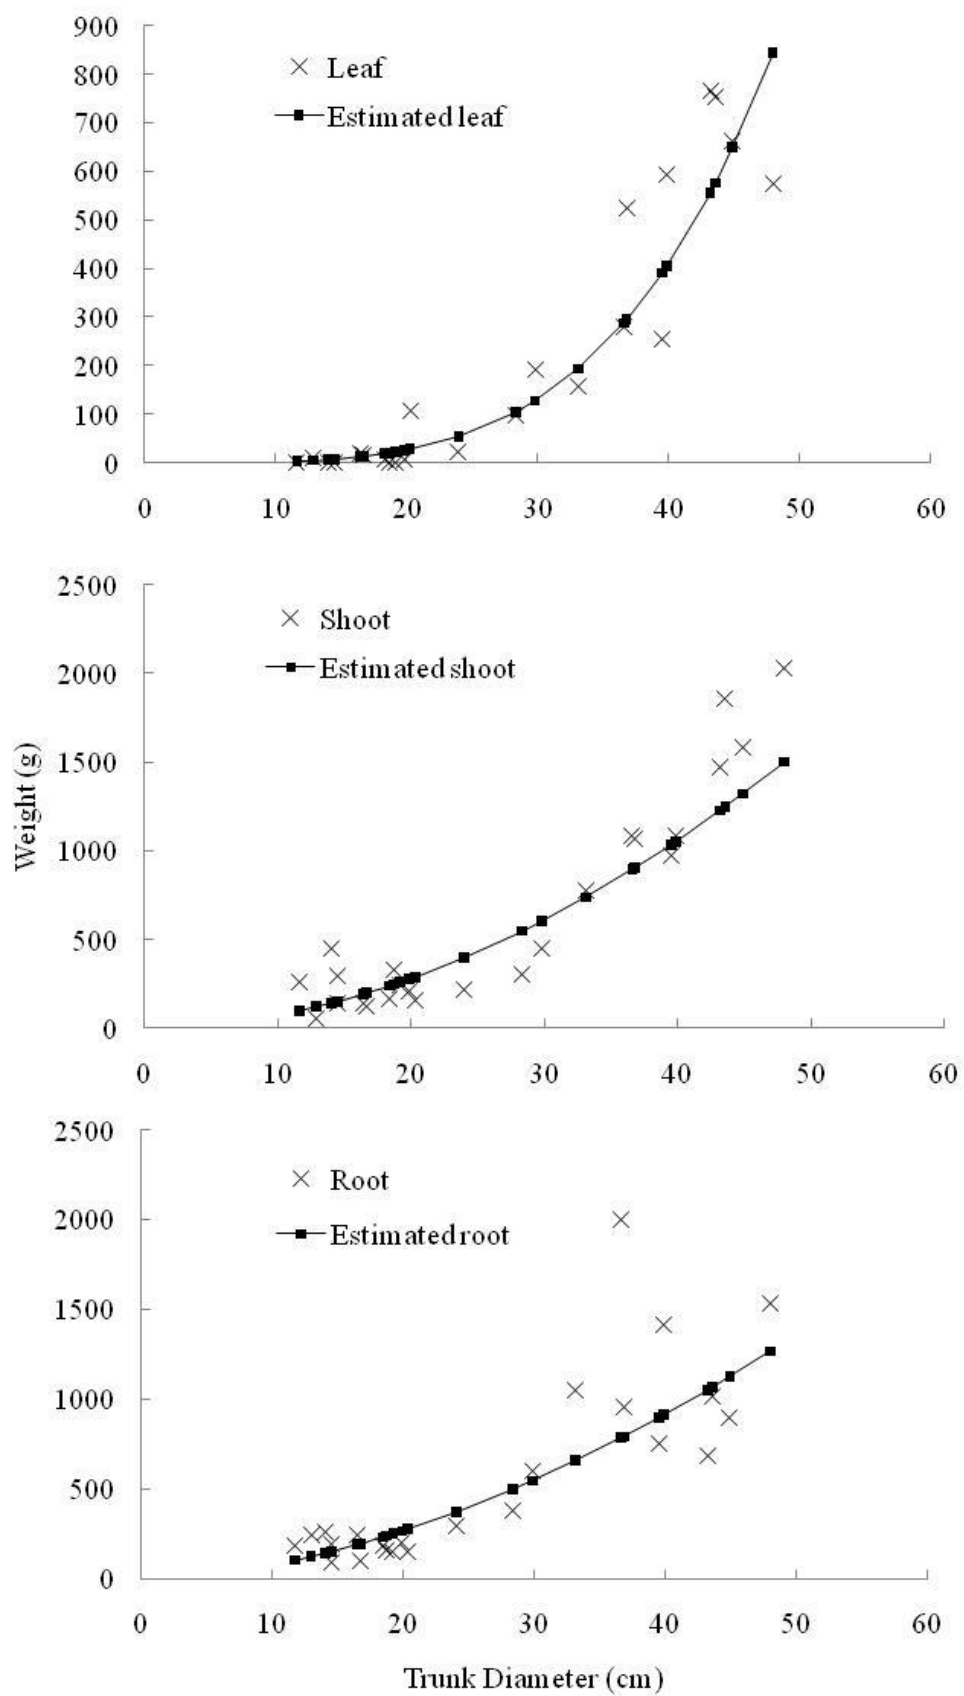 900
Leaf
800
Estimated leaf
700
600
500
400
300
200
100
0
0 10 20 30 40 50 60
2500
Shoot
2000
Estimated shoot
1500
Weight (g)
1000
500
0
0 10 20 30 40 50 60
2500
Root
2000
Estimated root
1500
1000
500
0
0 10 20 30 40 50 60
Trunk Diameter (cm)